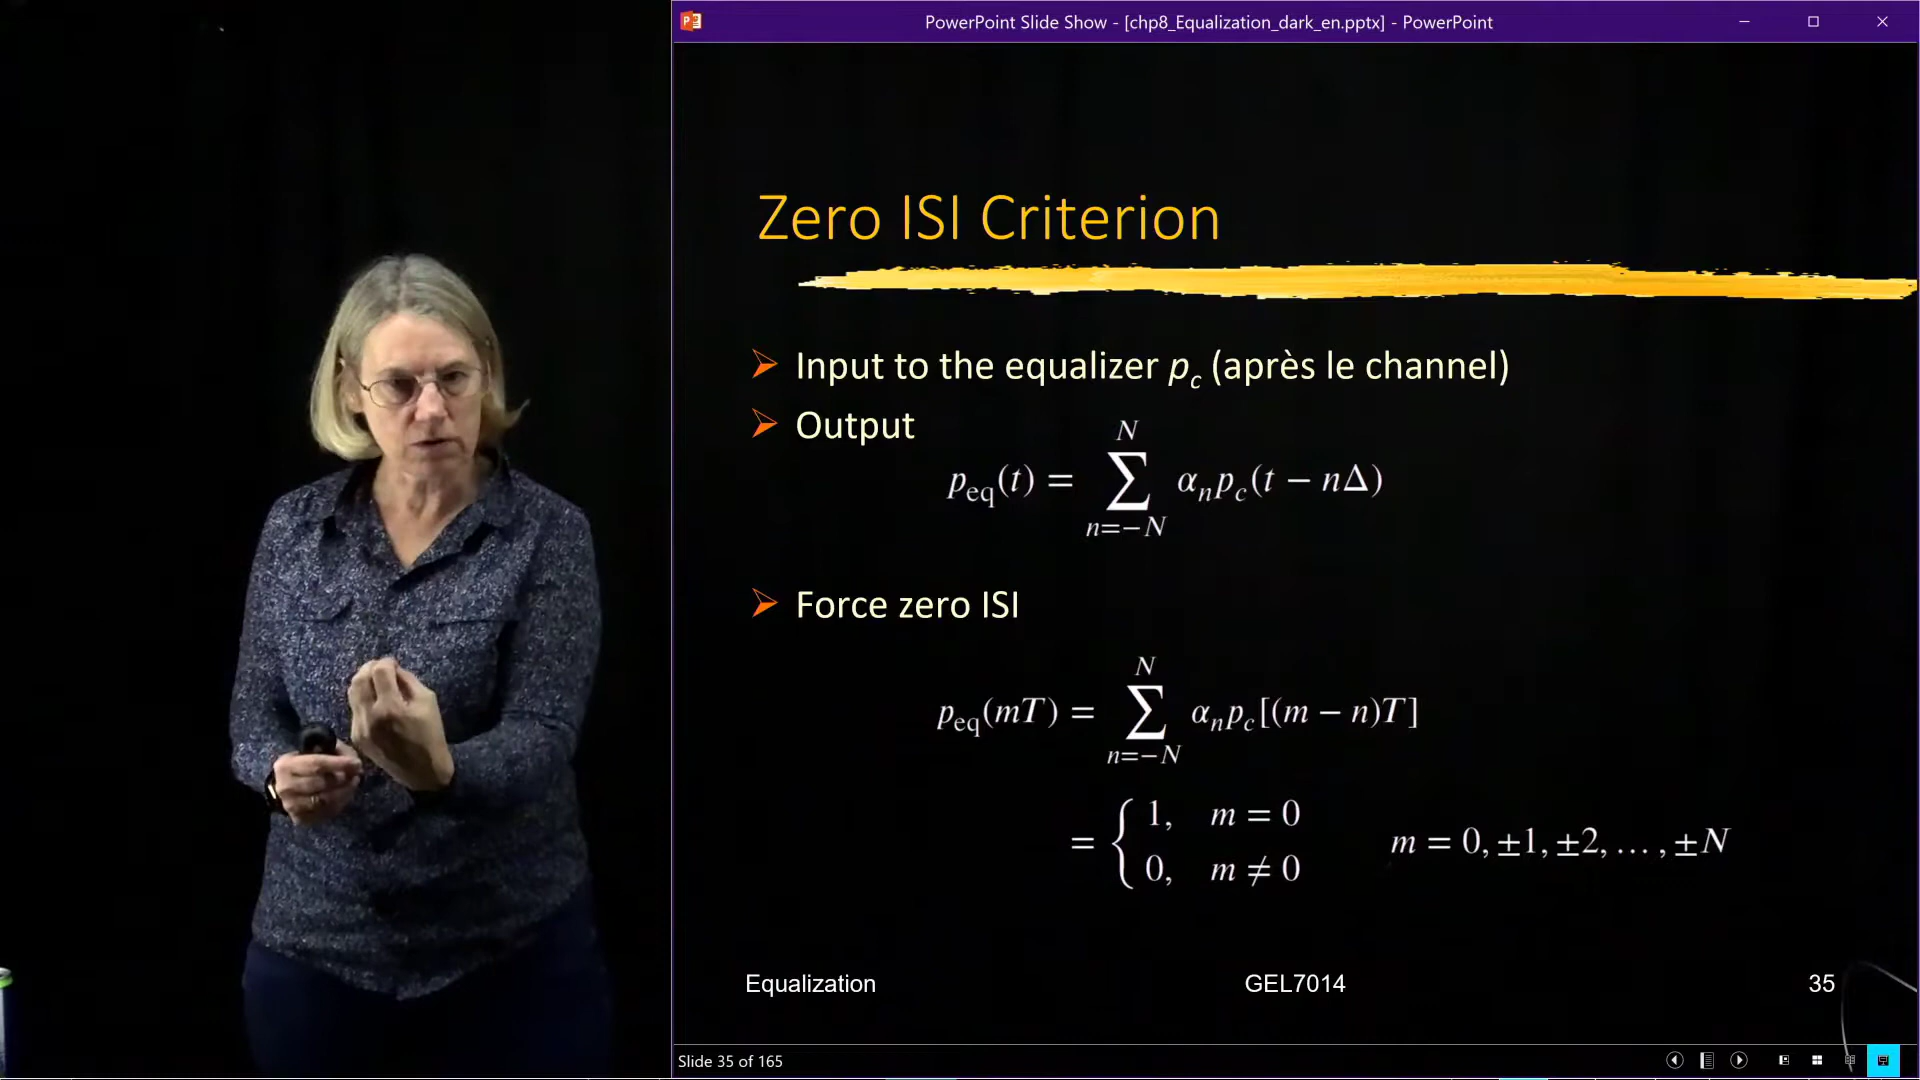 PowerPoint Slide Show - [chp8_Equalization_dark_en.pptx] - PowerPoint
Zero ISI Criterion
➢ Input to the equalizer p_c (après le channel)
➢ Output
p_eq(t) = ∑_{n=−N}^{N} α_n p_c(t − nΔ)
➢ Force zero ISI
p_eq(mT) = ∑_{n=−N}^{N} α_n p_c[(m − n)T]
= { 1, m = 0
0, m ≠ 0 m = 0, ±1, ±2, … , ±N
Equalization GEL7014 35
Slide 35 of 165